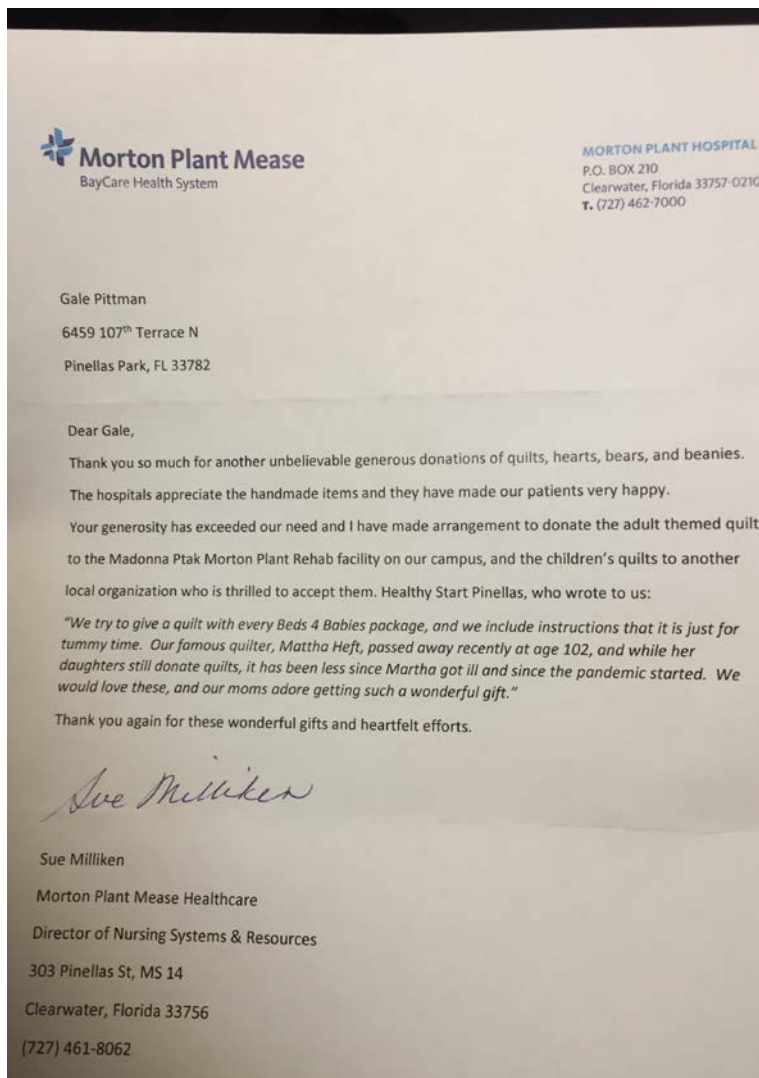 Morton Plant Mease
BayCare Health System
MORTON PLANT HOSPITAL
P.O. BOX 210
Clearwater, Florida 33757-0210
T. (727) 462-7000
Gale Pittman
6459 107th Terrace N
Pinellas Park, FL 33782
Dear Gale,
Thank you so much for another unbelievable generous donations of quilts, hearts, bears, and beanies.
The hospitals appreciate the handmade items and they have made our patients very happy.
Your generosity has exceeded our need and I have made arrangement to donate the adult themed quilt
to the Madonna Ptak Morton Plant Rehab facility on our campus, and the children's quilts to another
local organization who is thrilled to accept them. Healthy Start Pinellas, who wrote to us:
"We try to give a quilt with every Beds 4 Babies package, and we include instructions that it is just for
tummy time. Our famous quilter, Mattha Heft, passed away recently at age 102, and while her
daughters still donate quilts, it has been less since Martha got ill and since the pandemic started. We
would love these, and our moms adore getting such a wonderful gift."
Thank you again for these wonderful gifts and heartfelt efforts.
Sue Milliken
Sue Milliken
Morton Plant Mease Healthcare
Director of Nursing Systems & Resources
303 Pinellas St, MS 14
Clearwater, Florida 33756
(727) 461-8062